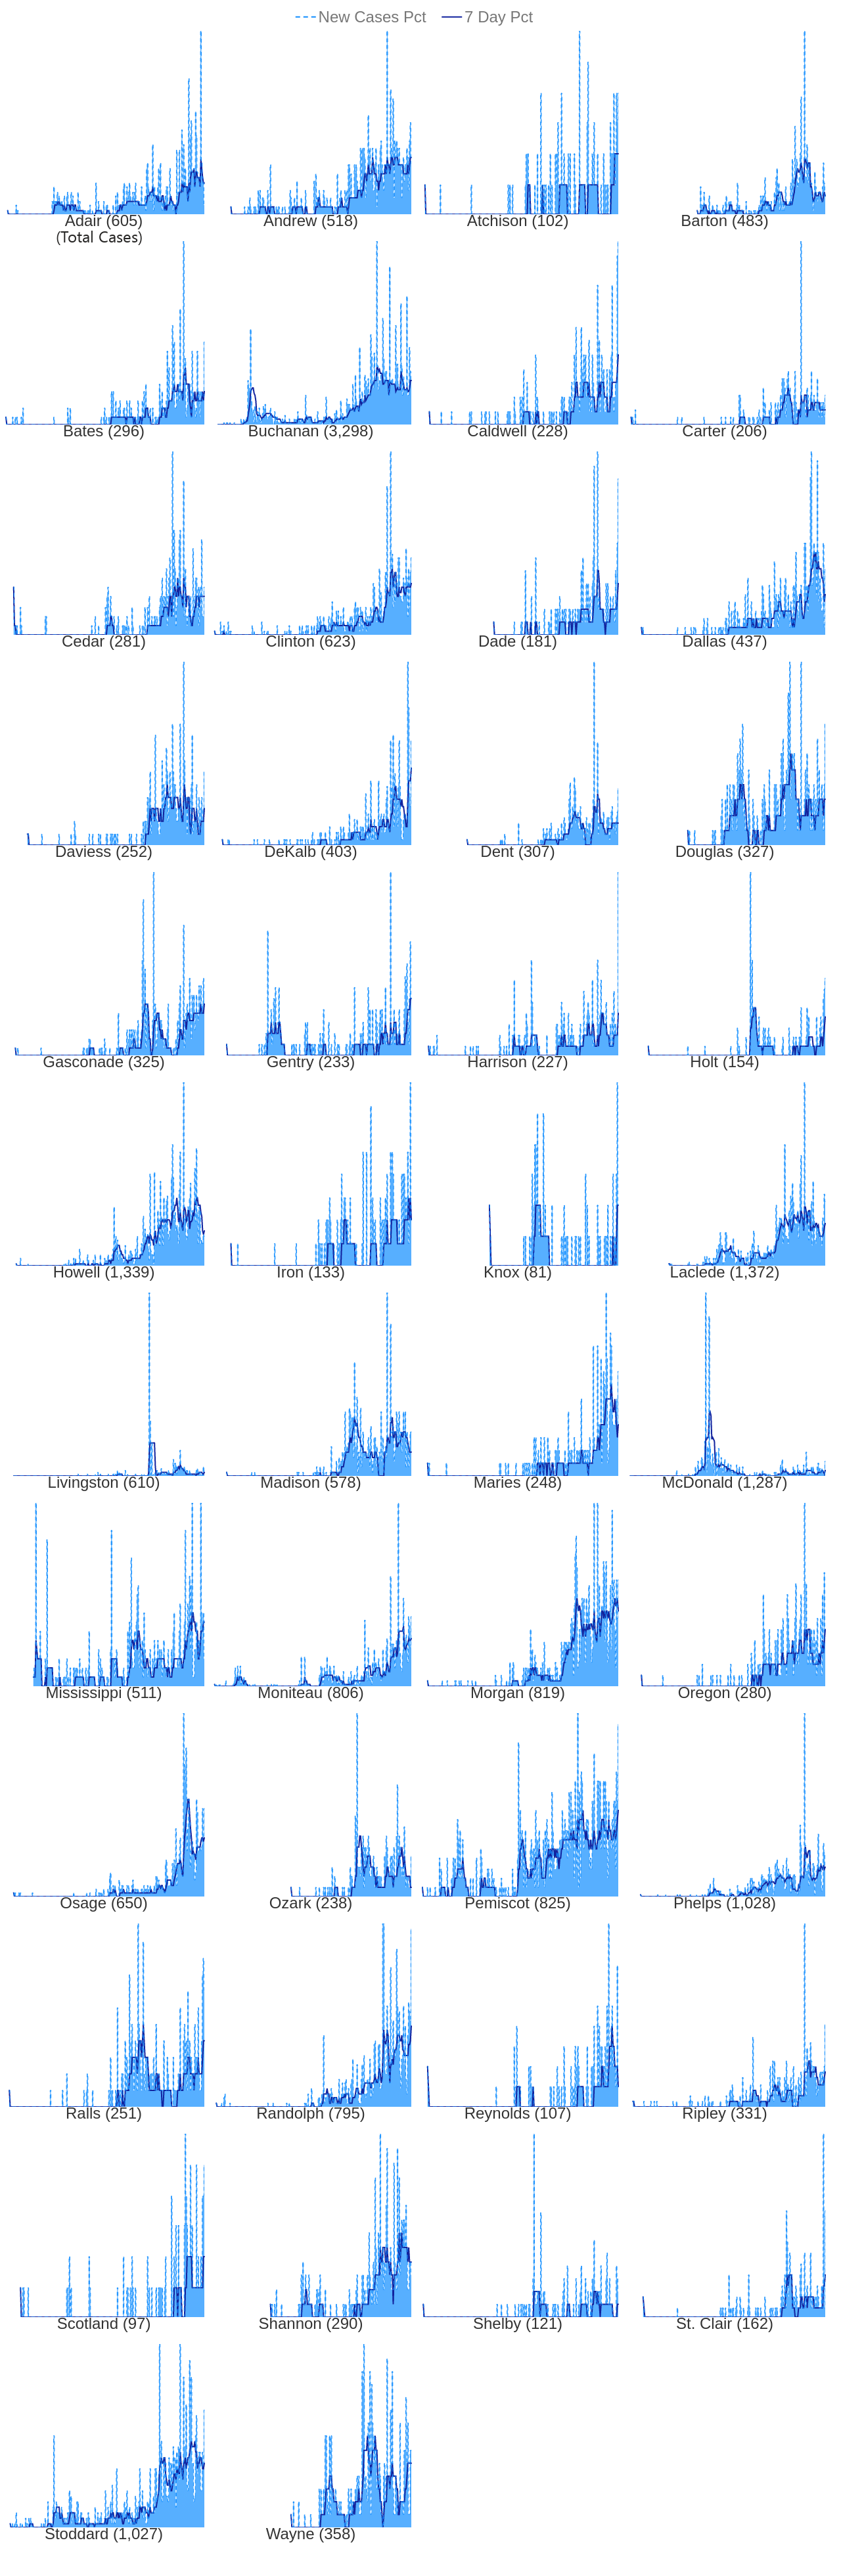 New Cases Pct 7 Day Pct
Adair (605) Andrew (518) Atchison (102) Barton (483)
(Total Cases)
Bates (296) Buchanan (3,298) Caldwell (228) Carter (206)
Cedar (281) Clinton (623) Dade (181) Dallas (437)
Daviess (252) DeKalb (403) Dent (307) Douglas (327)
Gasconade (325) Gentry (233) Harrison (227) Holt (154)
Howell (1,339) Iron (133) Knox (81) Laclede (1,372)
Livingston (610) Madison (578) Maries (248) McDonald (1,287)
Mississippi (511) Moniteau (806) Morgan (819) Oregon (280)
Osage (650) Ozark (238) Pemiscot (825) Phelps (1,028)
Ralls (251) Randolph (795) Reynolds (107) Ripley (331)
Scotland (97) Shannon (290) Shelby (121) St. Clair (162)
Stoddard (1,027) Wayne (358)